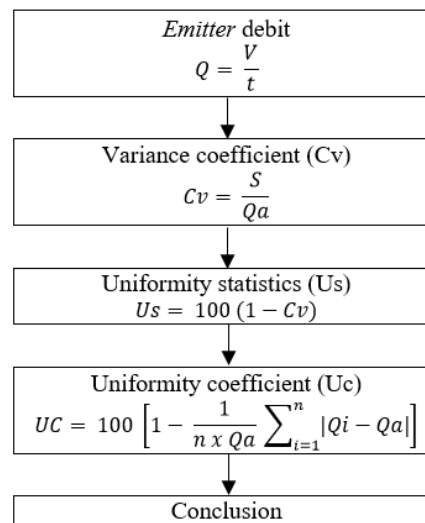 Emitter debit
Q = V/t
Variance coefficient (Cv)
Cv = S/Qa
Uniformity statistics (Us)
Us = 100 (1 − Cv)
Uniformity coefficient (Uc)
UC = 100 [1 − 1/(n x Qa) ∑ⁿᵢ₌₁|Qi − Qa|]
Conclusion